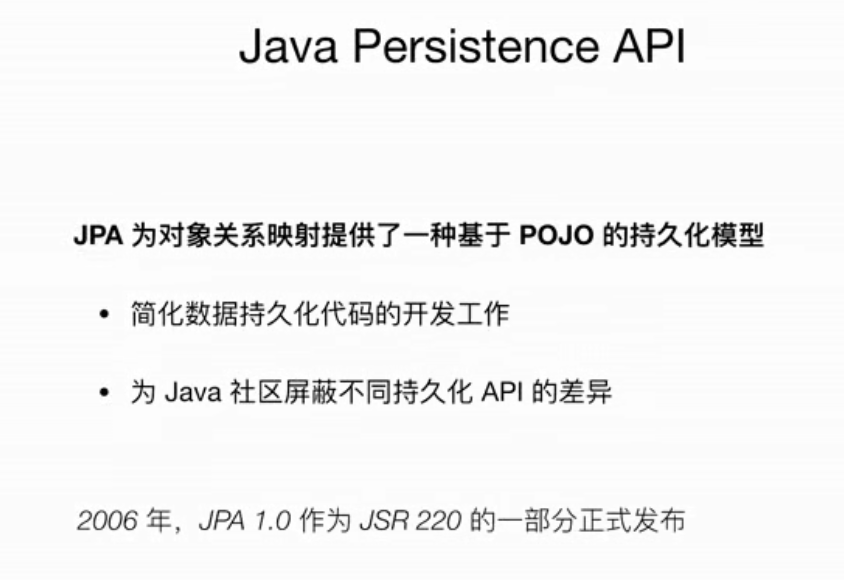 Java Persistence API
JPA 为对象关系映射提供了一种基于 POJO 的持久化模型
• 简化数据持久化代码的开发工作
• 为 Java 社区屏蔽不同持久化 API 的差异
2006 年，JPA 1.0 作为 JSR 220 的一部分正式发布